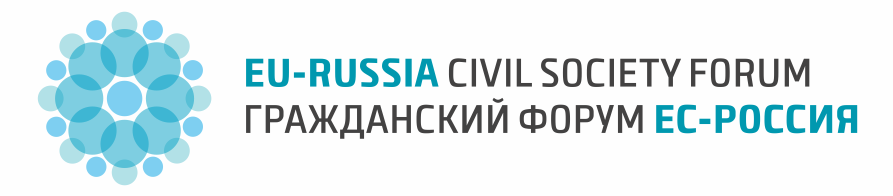 EU-RUSSIA CIVIL SOCIETY FORUM
ГРАЖДАНСКИЙ ФОРУМ ЕС-РОССИЯ